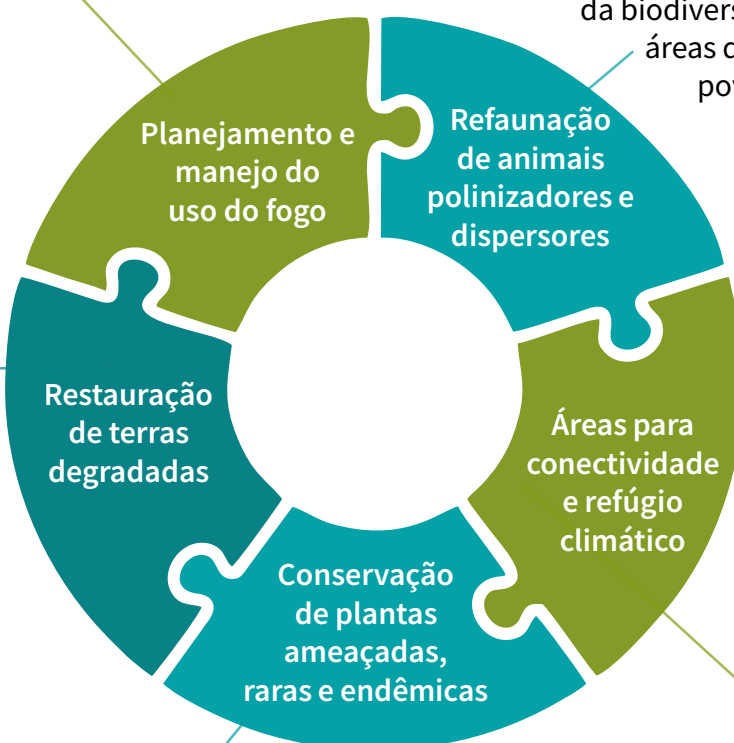 da biodivers
áreas d
pov
Planejamento e
manejo do
uso do fogo
Refaunação
de animais
polinizadores e
dispersores
Áreas para
conectividade
e refúgio
climático
Conservação
de plantas
ameaçadas,
raras e endêmicas
Restauração
de terras
degradadas